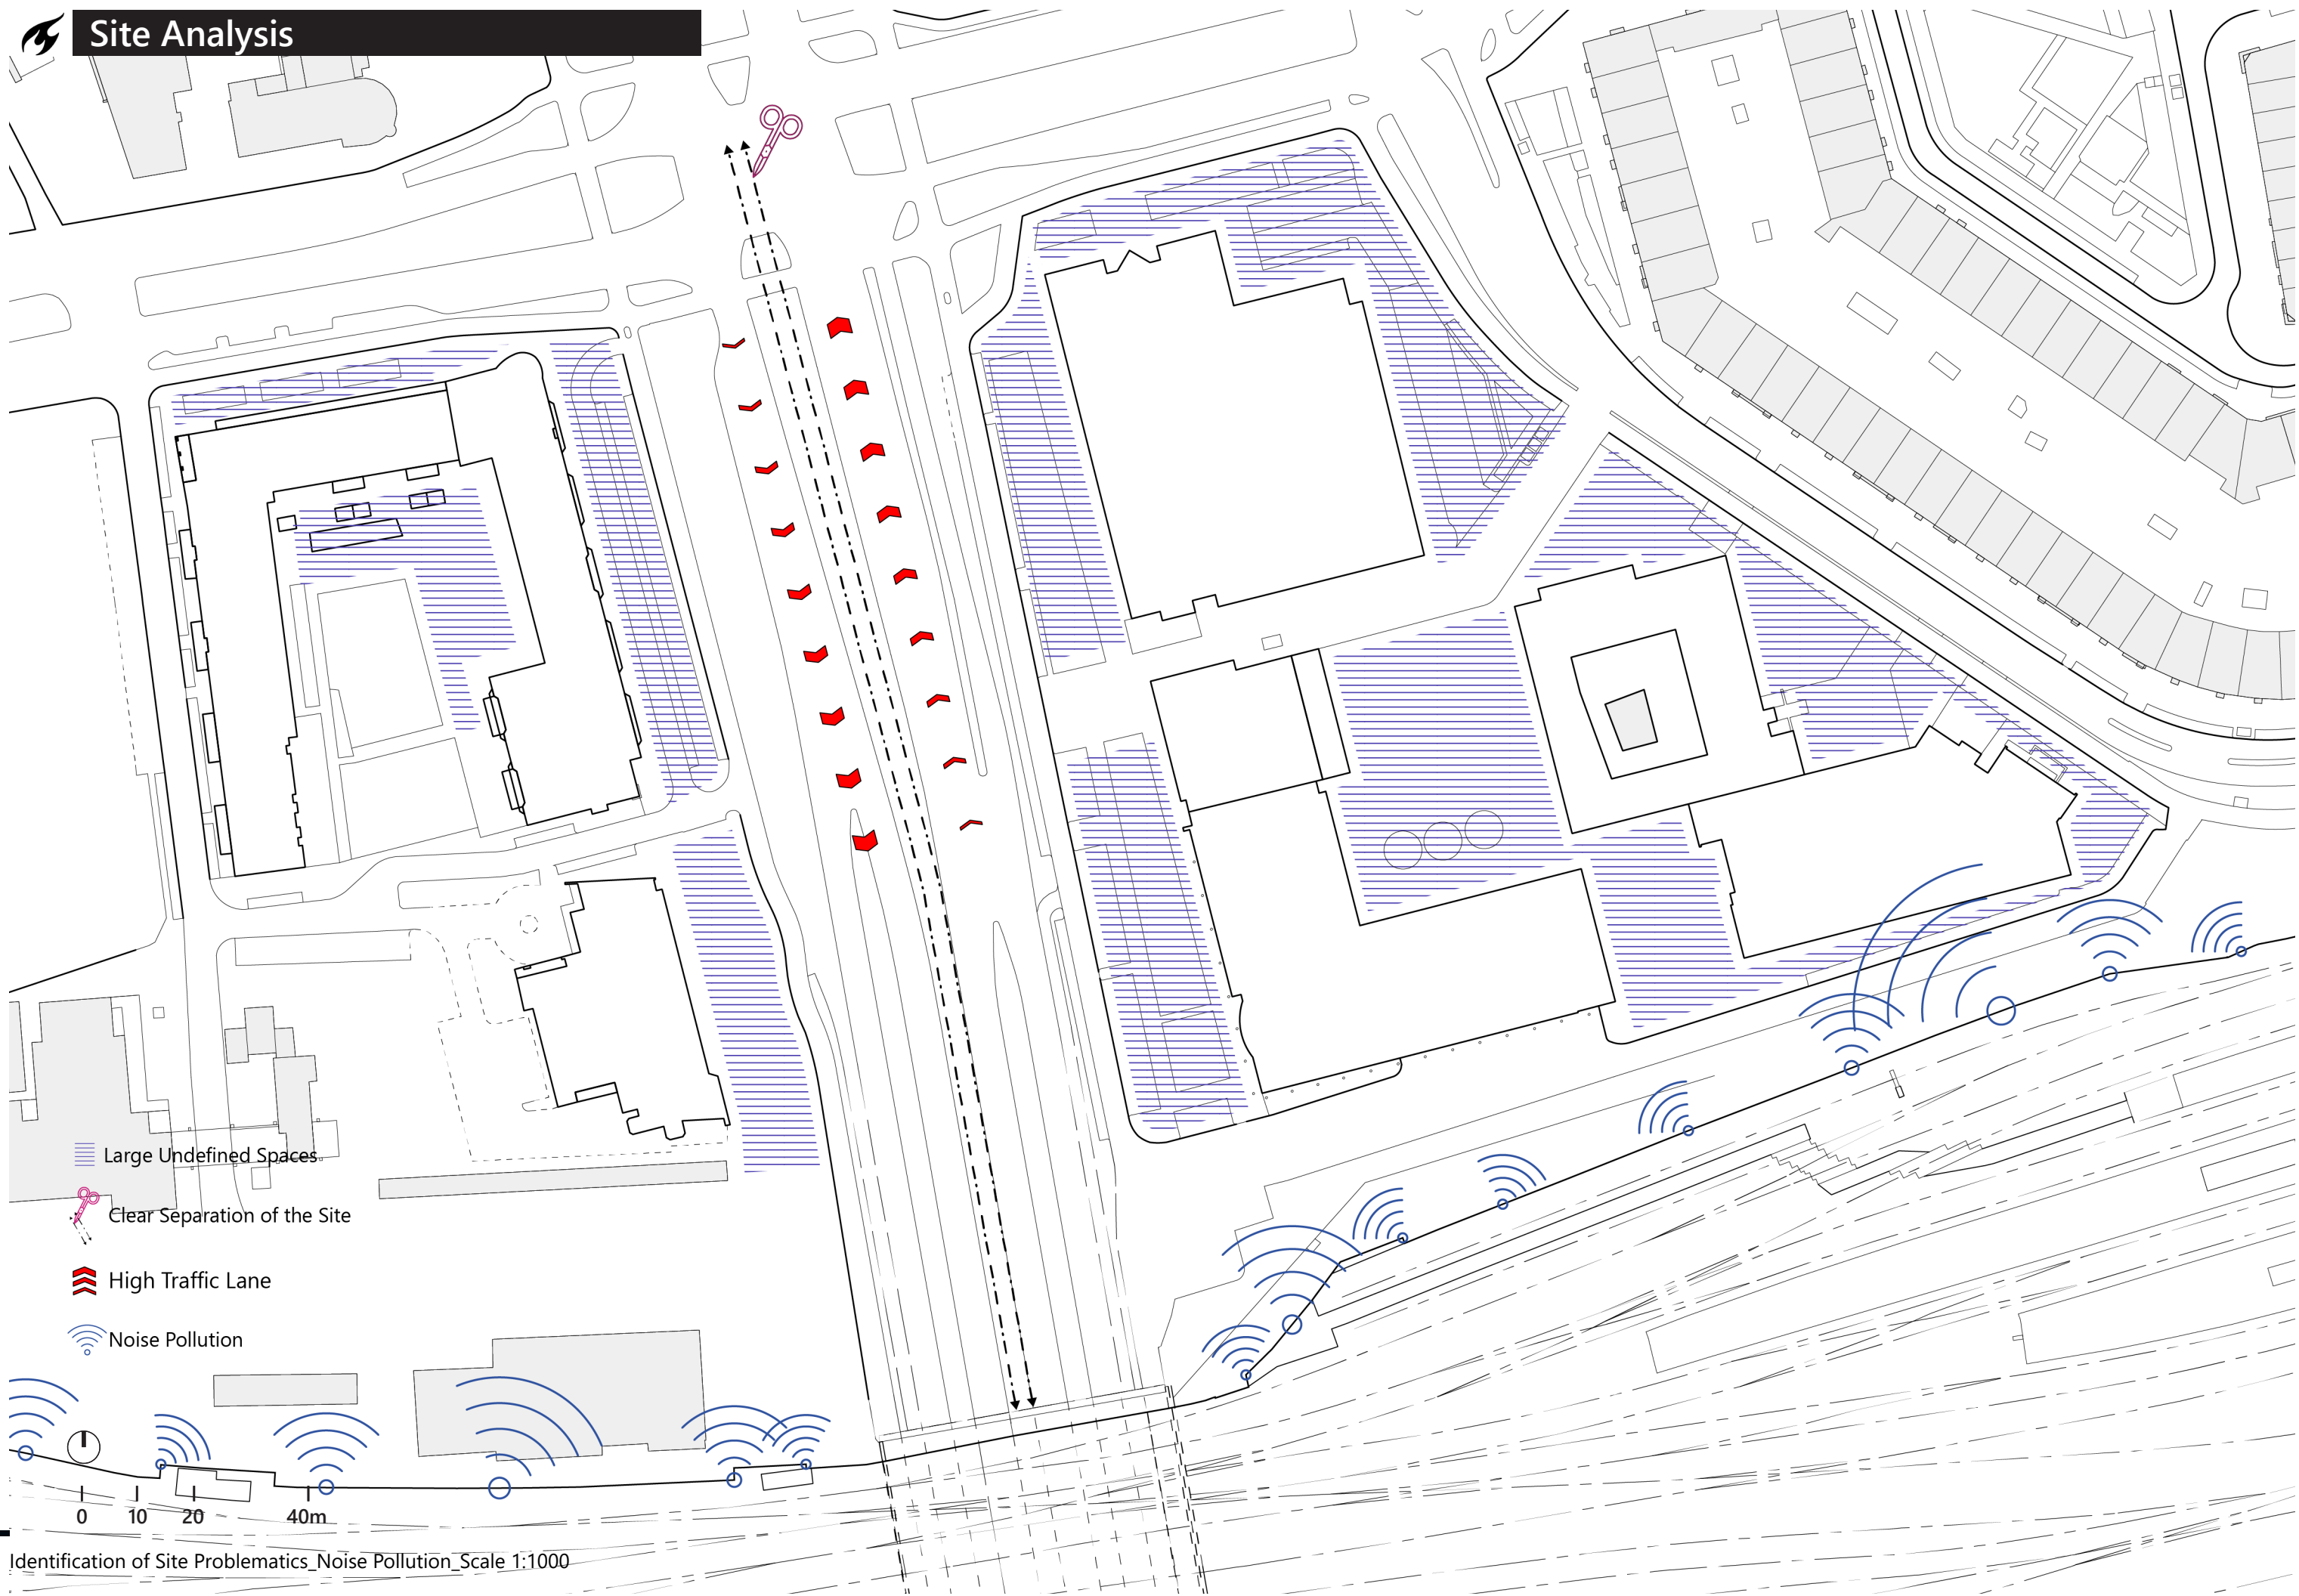 Site Analysis
Large Undefined Spaces
Clear Separation of the Site
High Traffic Lane
Noise Pollution
0 10 20 40m
Identification of Site Problematics_Noise Pollution_Scale 1:1000